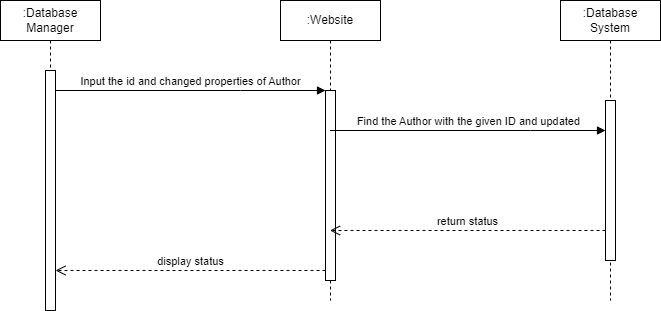 :Database
Manager
:Website
:Database
System
Input the id and changed properties of Author
Find the Author with the given ID and updated
return status
display status